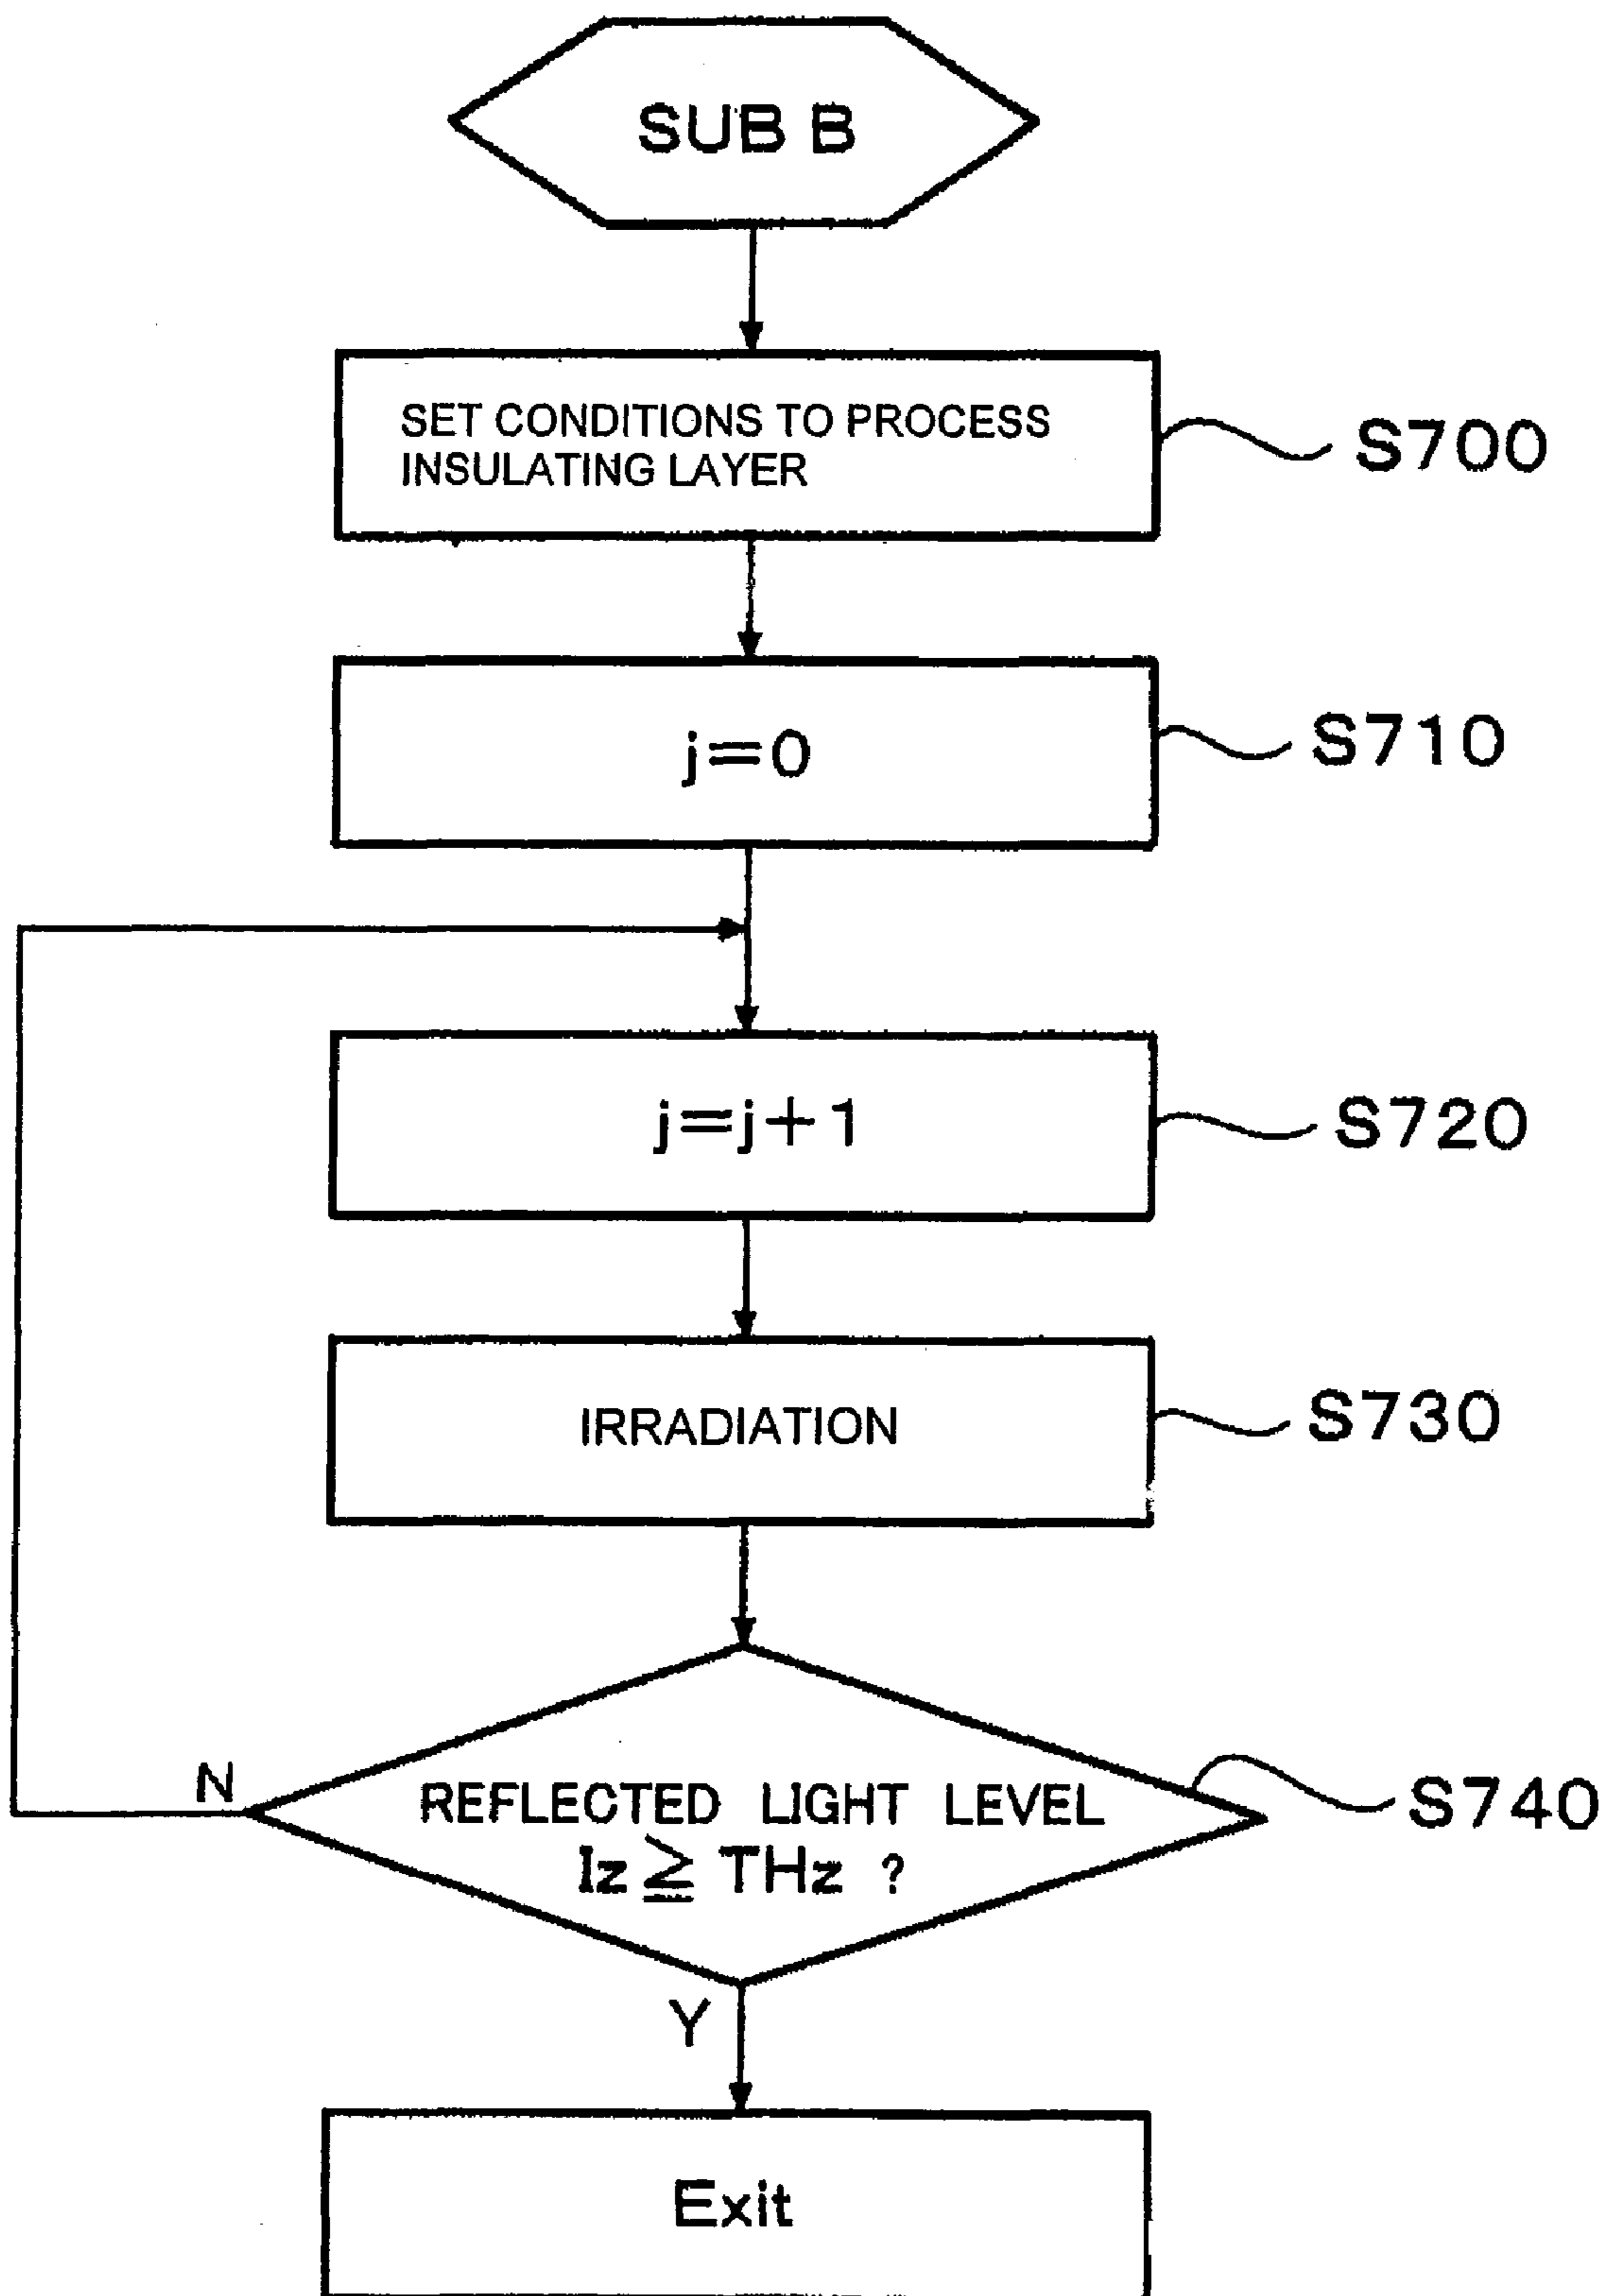 SUB B
SET CONDITIONS TO PROCESS
INSULATING LAYER
S700
j=0
S710
j=j+1
S720
IRRADIATION
S730
REFLECTED LIGHT LEVEL
Iz ≧ THz ?
S740
N
Y
Exit